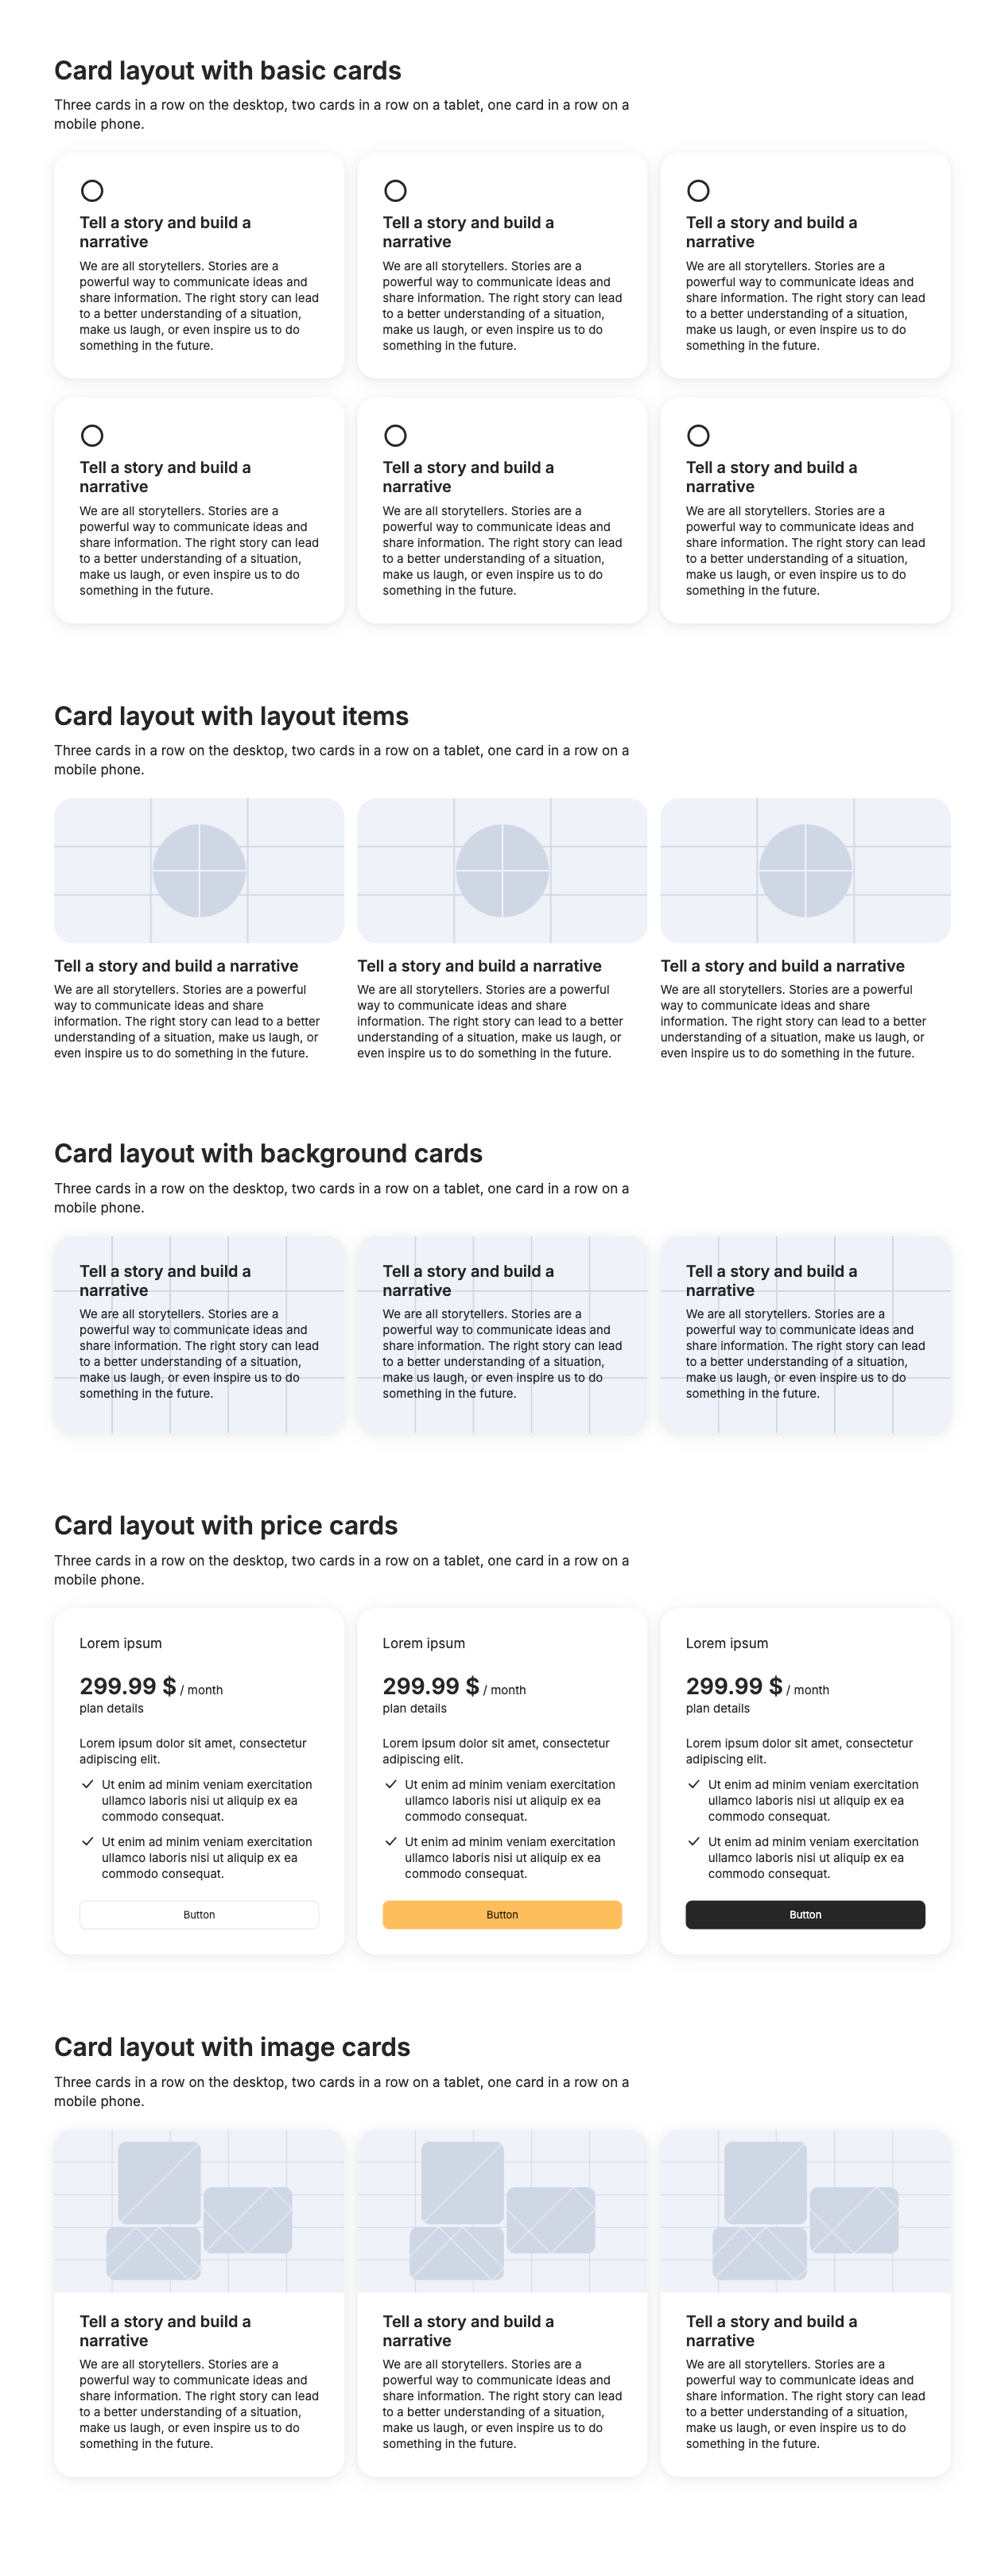 Card layout with basic cards
Three cards in a row on the desktop, two cards in a row on a tablet, one card in a row on a
mobile phone.
Tell a story and build a
narrative
We are all storytellers. Stories are a
powerful way to communicate ideas and
share information. The right story can lead
to a better understanding of a situation,
make us laugh, or even inspire us to do
something in the future.
Tell a story and build a
narrative
We are all storytellers. Stories are a
powerful way to communicate ideas and
share information. The right story can lead
to a better understanding of a situation,
make us laugh, or even inspire us to do
something in the future.
Tell a story and build a
narrative
We are all storytellers. Stories are a
powerful way to communicate ideas and
share information. The right story can lead
to a better understanding of a situation,
make us laugh, or even inspire us to do
something in the future.
Tell a story and build a
narrative
We are all storytellers. Stories are a
powerful way to communicate ideas and
share information. The right story can lead
to a better understanding of a situation,
make us laugh, or even inspire us to do
something in the future.
Tell a story and build a
narrative
We are all storytellers. Stories are a
powerful way to communicate ideas and
share information. The right story can lead
to a better understanding of a situation,
make us laugh, or even inspire us to do
something in the future.
Tell a story and build a
narrative
We are all storytellers. Stories are a
powerful way to communicate ideas and
share information. The right story can lead
to a better understanding of a situation,
make us laugh, or even inspire us to do
something in the future.
Card layout with layout items
Three cards in a row on the desktop, two cards in a row on a tablet, one card in a row on a
mobile phone.
Tell a story and build a narrative
We are all storytellers. Stories are a powerful
way to communicate ideas and share
information. The right story can lead to a better
understanding of a situation, make us laugh, or
even inspire us to do something in the future.
Tell a story and build a narrative
We are all storytellers. Stories are a powerful
way to communicate ideas and share
information. The right story can lead to a better
understanding of a situation, make us laugh, or
even inspire us to do something in the future.
Tell a story and build a narrative
We are all storytellers. Stories are a powerful
way to communicate ideas and share
information. The right story can lead to a better
understanding of a situation, make us laugh, or
even inspire us to do something in the future.
Card layout with background cards
Three cards in a row on the desktop, two cards in a row on a tablet, one card in a row on a
mobile phone.
Tell a story and build a
narrative
We are all storytellers. Stories are a
powerful way to communicate ideas and
share information. The right story can lead
to a better understanding of a situation,
make us laugh, or even inspire us to do
something in the future.
Tell a story and build a
narrative
We are all storytellers. Stories are a
powerful way to communicate ideas and
share information. The right story can lead
to a better understanding of a situation,
make us laugh, or even inspire us to do
something in the future.
Tell a story and build a
narrative
We are all storytellers. Stories are a
powerful way to communicate ideas and
share information. The right story can lead
to a better understanding of a situation,
make us laugh, or even inspire us to do
something in the future.
Card layout with price cards
Three cards in a row on the desktop, two cards in a row on a tablet, one card in a row on a
mobile phone.
Lorem ipsum
299.99 $ / month
plan details
Lorem ipsum dolor sit amet, consectetur
adipiscing elit.
Ut enim ad minim veniam exercitation
ullamco laboris nisi ut aliquip ex ea
commodo consequat.
Ut enim ad minim veniam exercitation
ullamco laboris nisi ut aliquip ex ea
commodo consequat.
Button
Lorem ipsum
299.99 $ / month
plan details
Lorem ipsum dolor sit amet, consectetur
adipiscing elit.
Ut enim ad minim veniam exercitation
ullamco laboris nisi ut aliquip ex ea
commodo consequat.
Ut enim ad minim veniam exercitation
ullamco laboris nisi ut aliquip ex ea
commodo consequat.
Button
Lorem ipsum
299.99 $ / month
plan details
Lorem ipsum dolor sit amet, consectetur
adipiscing elit.
Ut enim ad minim veniam exercitation
ullamco laboris nisi ut aliquip ex ea
commodo consequat.
Ut enim ad minim veniam exercitation
ullamco laboris nisi ut aliquip ex ea
commodo consequat.
Button
Card layout with image cards
Three cards in a row on the desktop, two cards in a row on a tablet, one card in a row on a
mobile phone.
Tell a story and build a
narrative
We are all storytellers. Stories are a
powerful way to communicate ideas and
share information. The right story can lead
to a better understanding of a situation,
make us laugh, or even inspire us to do
something in the future.
Tell a story and build a
narrative
We are all storytellers. Stories are a
powerful way to communicate ideas and
share information. The right story can lead
to a better understanding of a situation,
make us laugh, or even inspire us to do
something in the future.
Tell a story and build a
narrative
We are all storytellers. Stories are a
powerful way to communicate ideas and
share information. The right story can lead
to a better understanding of a situation,
make us laugh, or even inspire us to do
something in the future.